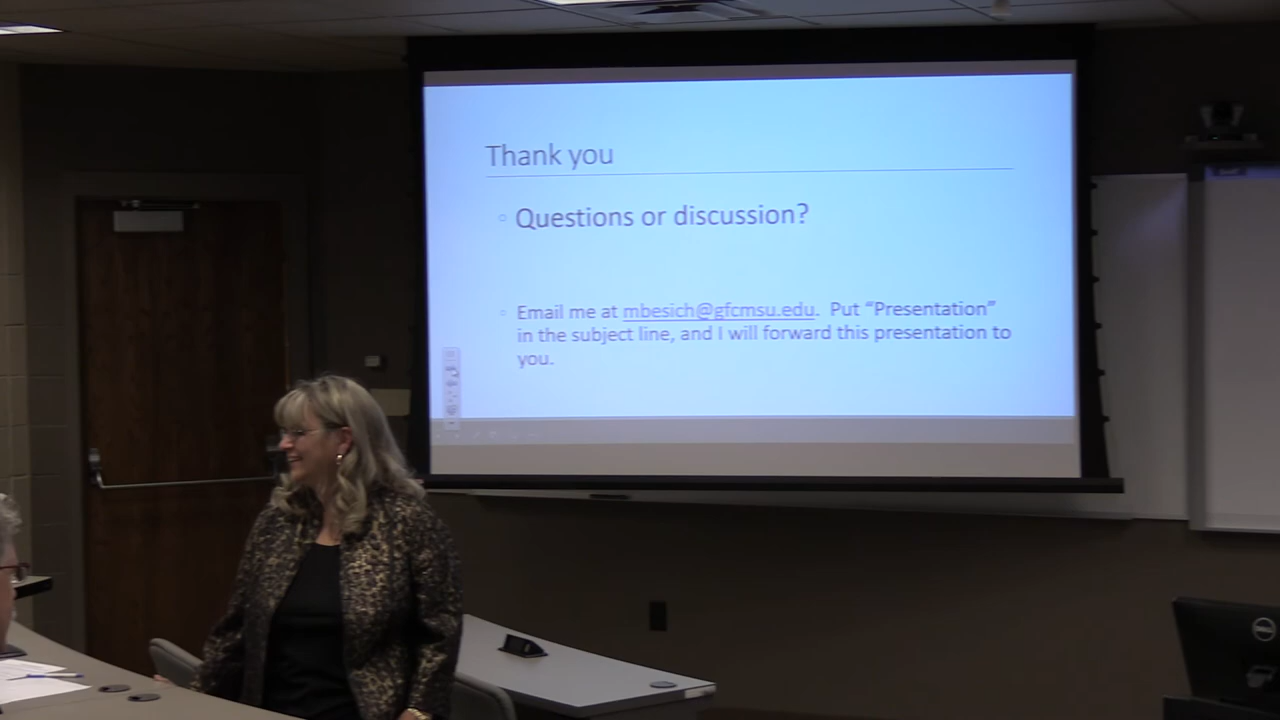 Thank you
Questions or discussion?
Email me at mbesich@gfcmsu.edu. Put “Presentation”
in the subject line, and I will forward this presentation to
you.
DELL